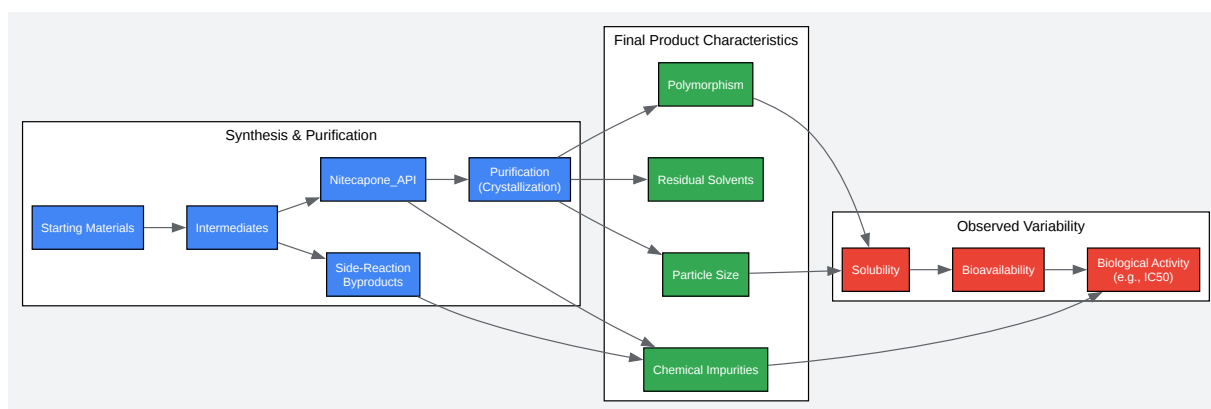 Synthesis & Purification
Starting Materials
Intermediates
Nitecapone_API
Side-Reaction
Byproducts
Purification
(Crystallization)
Final Product Characteristics
Polymorphism
Residual Solvents
Particle Size
Chemical Impurities
Observed Variability
Solubility
Bioavailability
Biological Activity
(e.g., IC50)